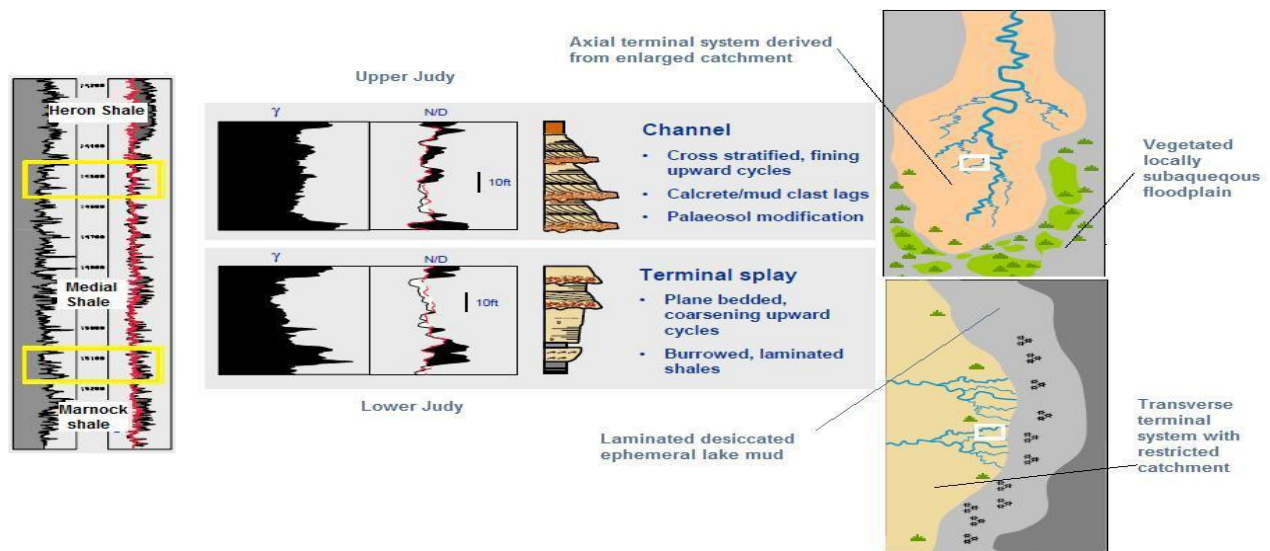 Heron Shale
Medial
Shale
Marnock
shale
Upper Judy
γ
N/D
10ft
Channel
• Cross stratified, fining
upward cycles
• Calcrete/mud clast lags
• Palaeosol modification
γ
N/D
10ft
Terminal splay
• Plane bedded,
coarsening upward
cycles
• Burrowed, laminated
shales
Lower Judy
Axial terminal system derived
from enlarged catchment
Vegetated
locally
subaqeuous
floodplain
Laminated desiccated
ephemeral lake mud
Transverse
terminal
system with
restricted
catchment